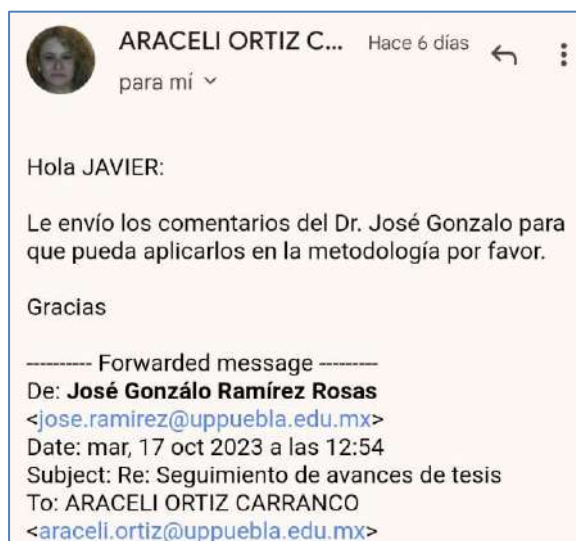 ARACELI ORTIZ C... Hace 6 días
para mí
Hola JAVIER:
Le envío los comentarios del Dr. José Gonzalo para
que pueda aplicarlos en la metodología por favor.
Gracias
---------- Forwarded message ---------
De: José Gonzálo Ramírez Rosas
<jose.ramirez@uppuebla.edu.mx>
Date: mar, 17 oct 2023 a las 12:54
Subject: Re: Seguimiento de avances de tesis
To: ARACELI ORTIZ CARRANCO
<araceli.ortiz@uppuebla.edu.mx>